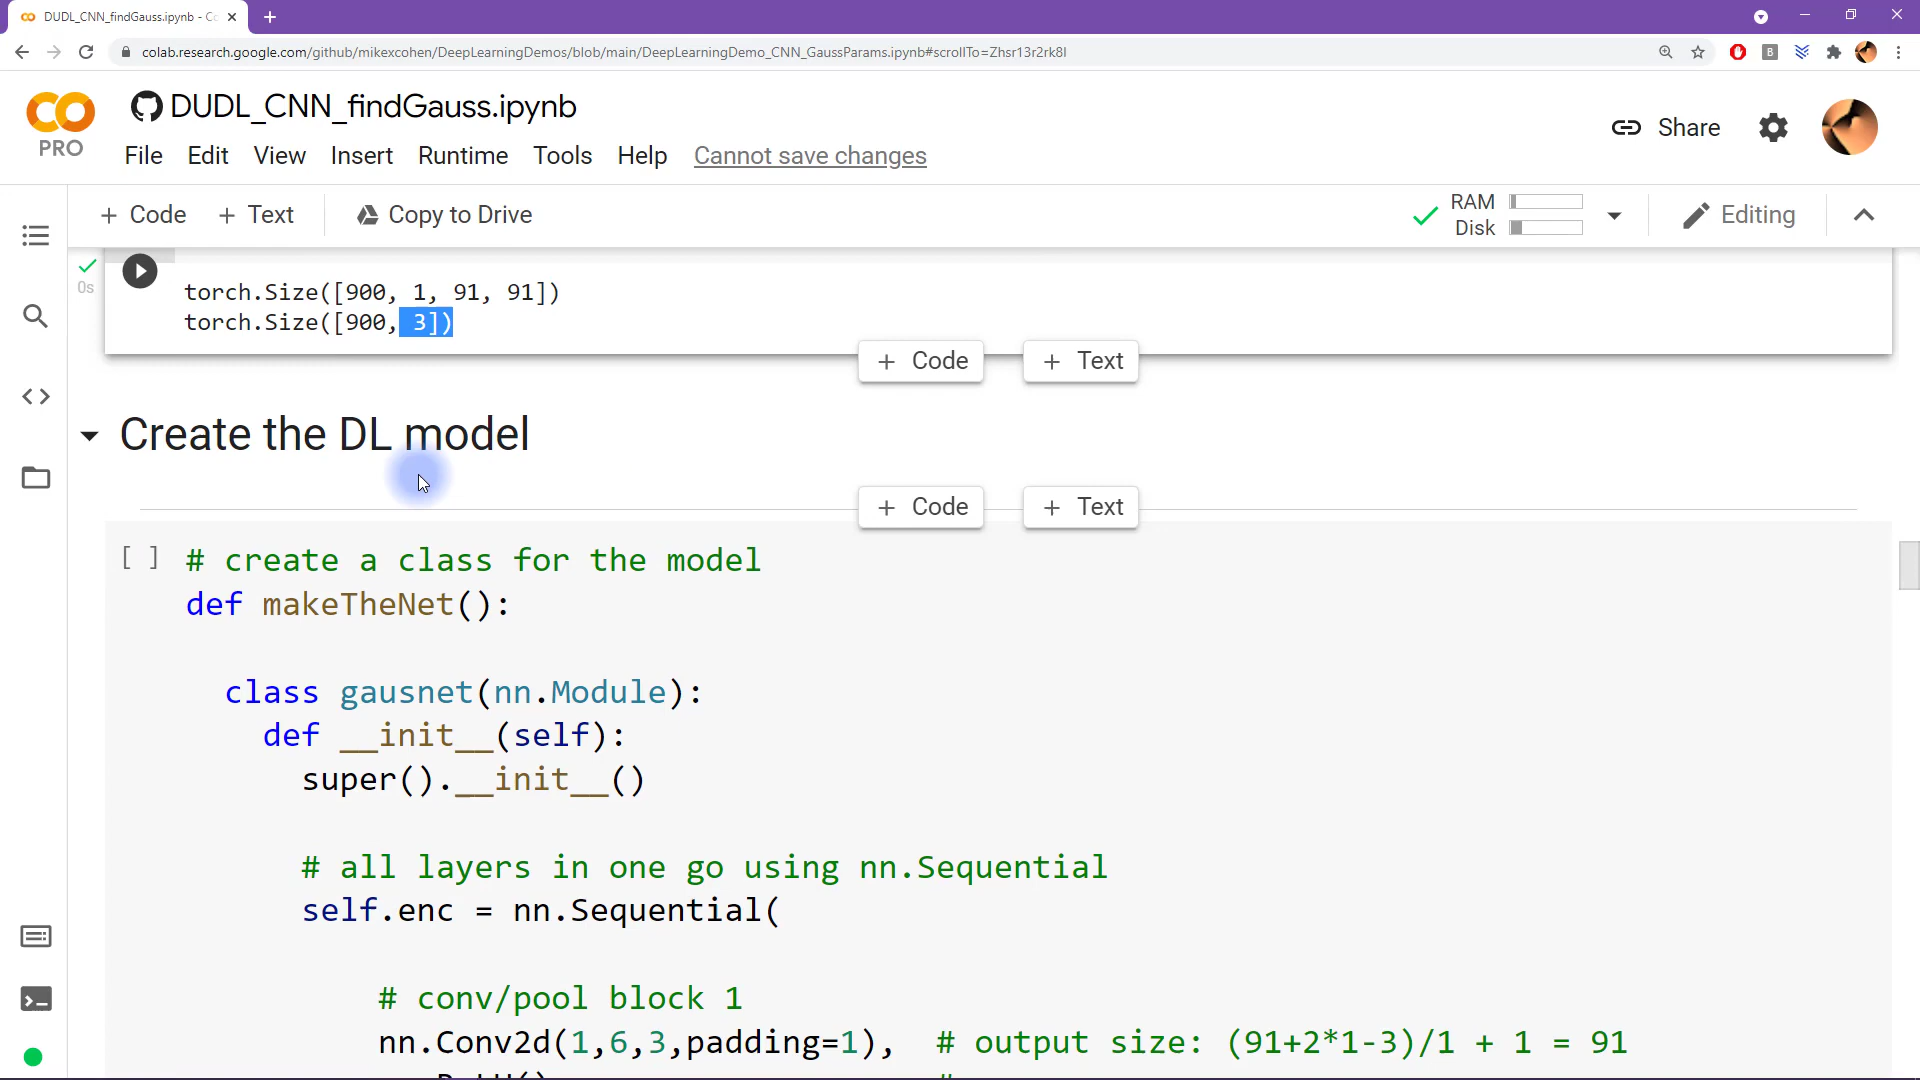 DUDL_CNN_findGauss.ipynb - Co
colab.research.google.com/github/mikexcohen/DeepLearningDemos/blob/main/DeepLearningDemo_CNN_GaussParams.ipynb#scrollTo=Zhsr13r2rk8I
B
PRO
DUDL_CNN_findGauss.ipynb
File Edit View Insert Runtime Tools Help Cannot save changes
Share
+ Code + Text Copy to Drive
RAM
Disk
Editing
0s
torch.Size([900, 1, 91, 91])
torch.Size([900, 3])
+ Code + Text
Create the DL model
+ Code + Text
[ ] # create a class for the model
def makeTheNet():
class gausnet(nn.Module):
def __init__(self):
super().__init__()
# all layers in one go using nn.Sequential
self.enc = nn.Sequential(
# conv/pool block 1
nn.Conv2d(1,6,3,padding=1), # output size: (91+2*1-3)/1 + 1 = 91